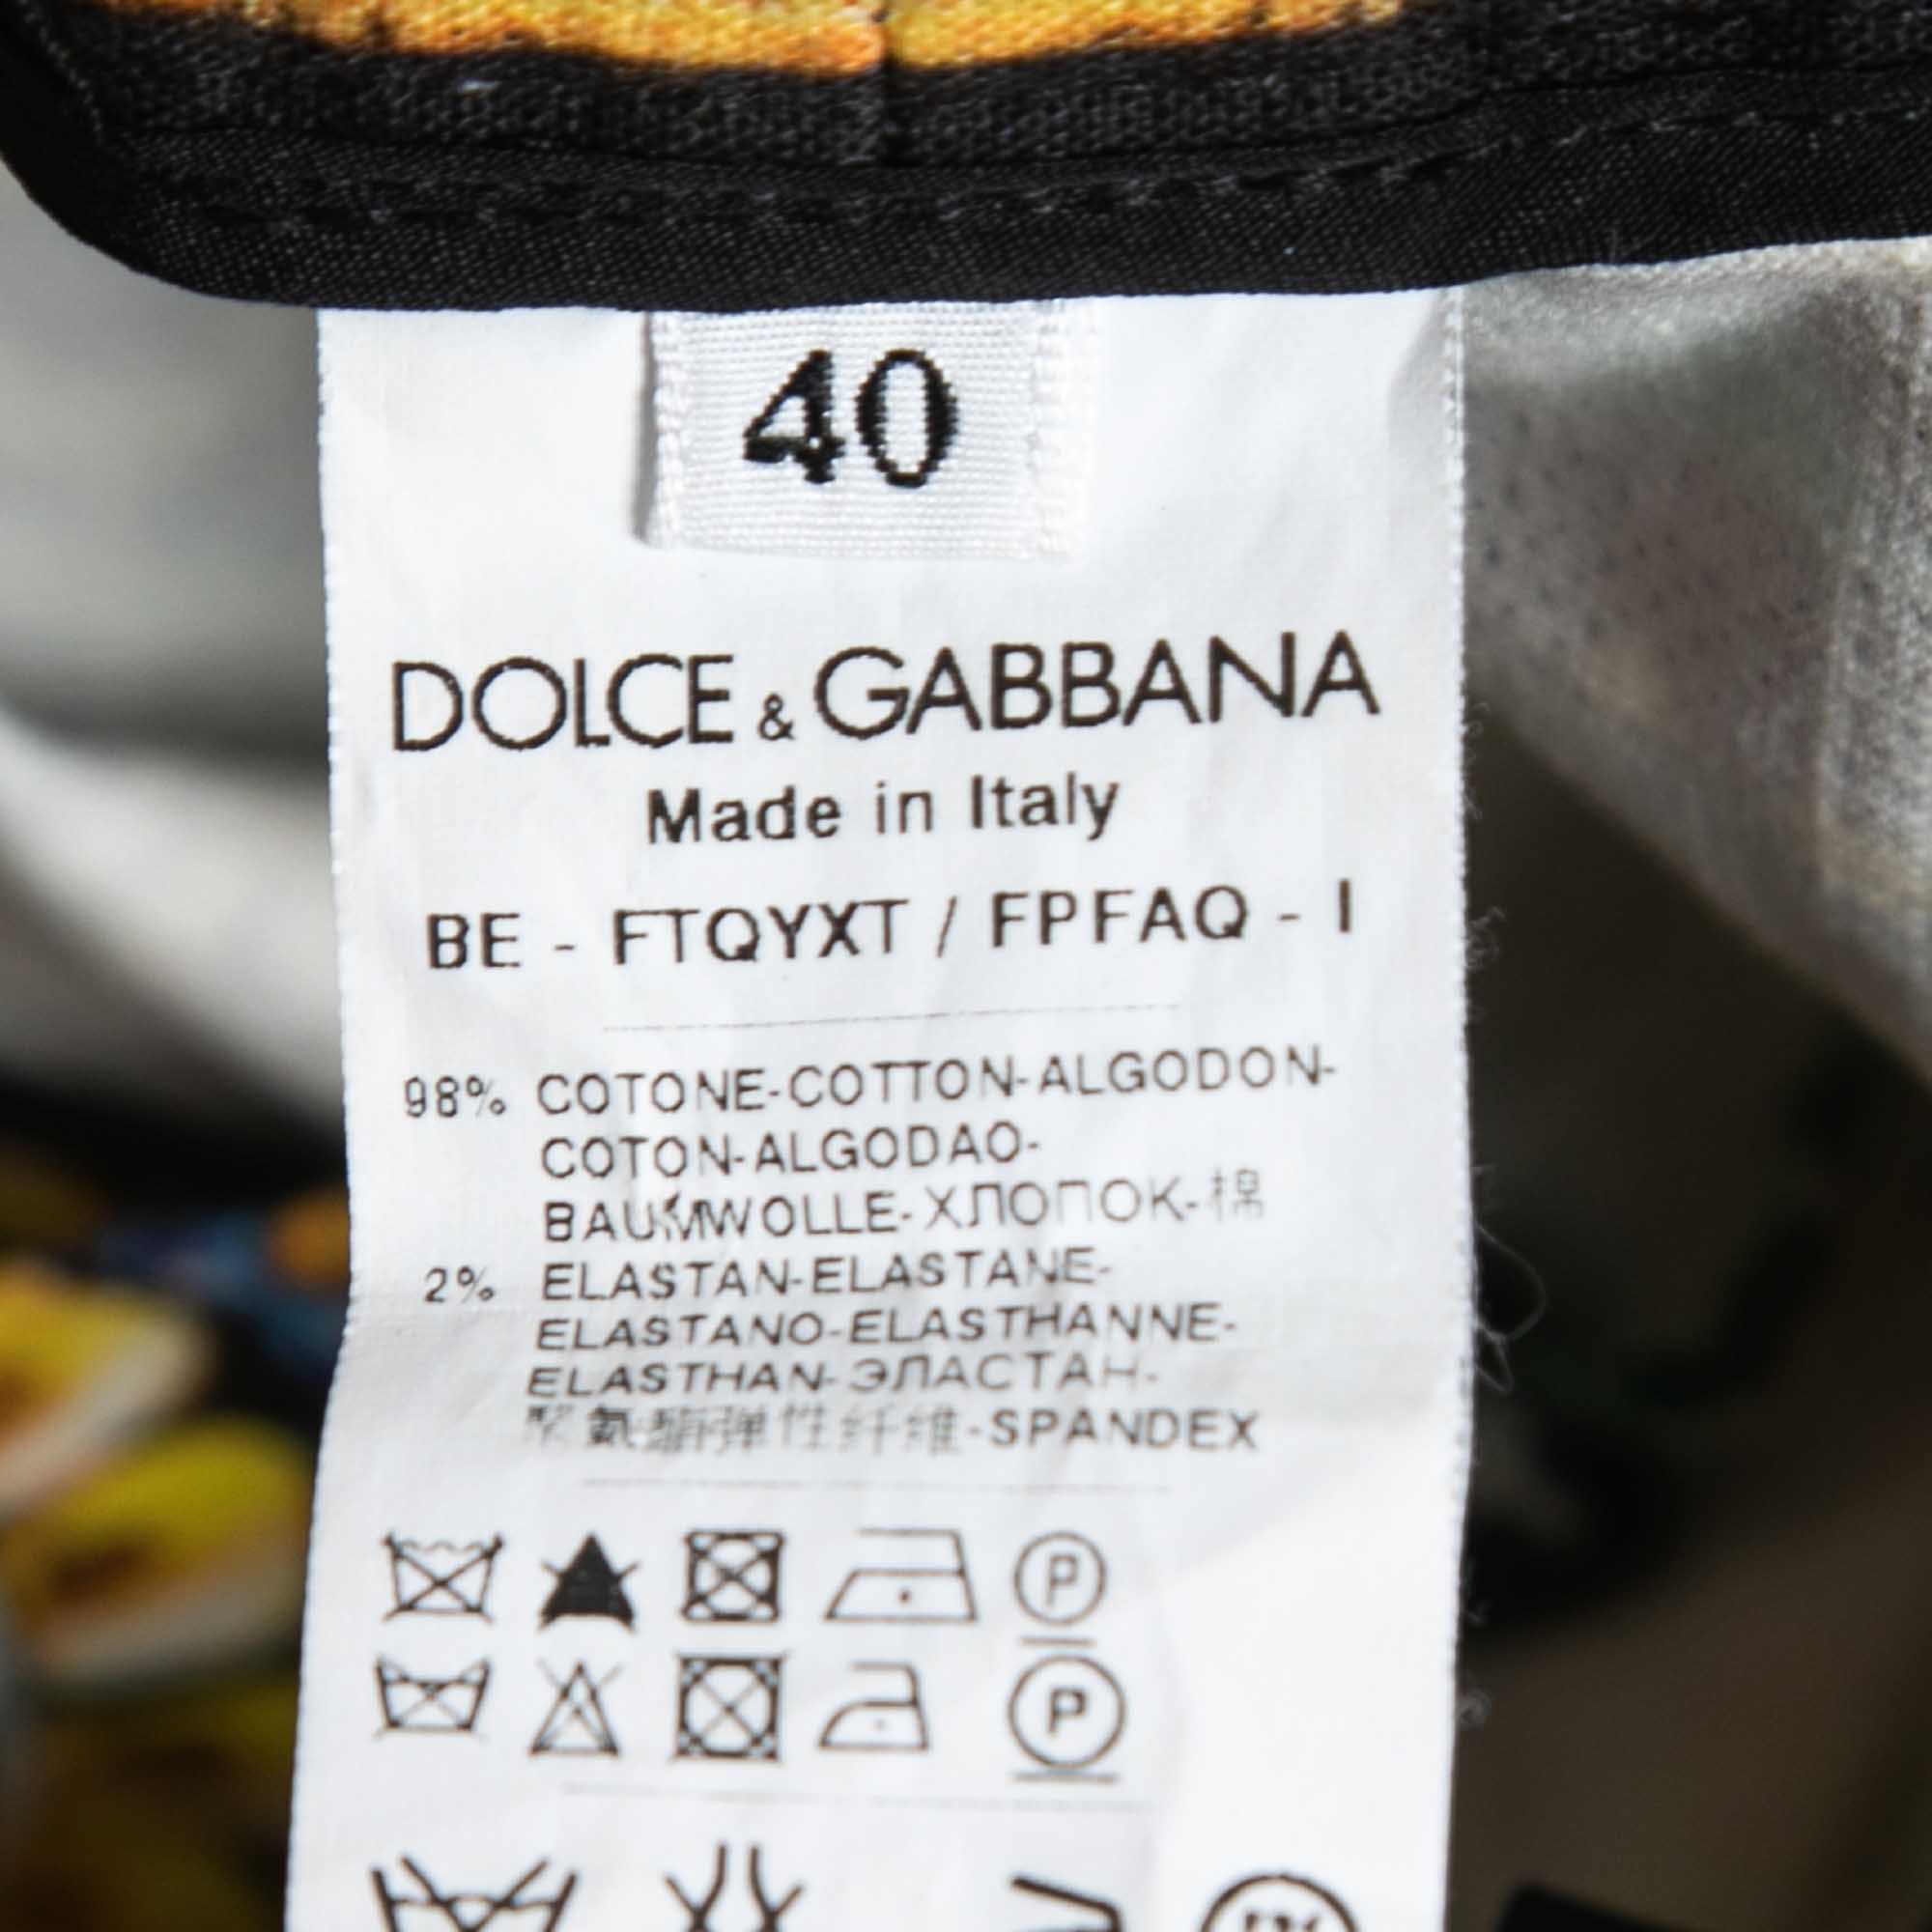 40
DOLCE & GABBANA
Made in Italy
BE - FTQYXT / FPFAQ - I
98% COTONE-COTTON-ALGODON-
COTON-ALGODAO-
BAUMWOLLE-ХЛОПОК-棉
2% ELASTAN-ELASTANE-
ELASTANO-ELASTHANNE-
ELASTHAN-ЭЛАСТАН-
聚氨酯弹性纤维-SPANDEX
P
P